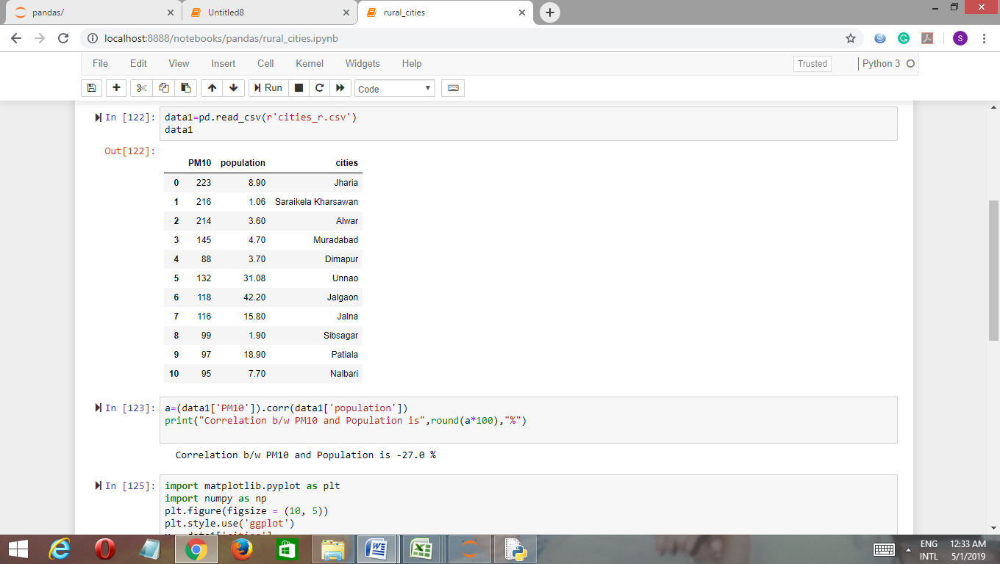 pandas/
Untitled8
rural_cities
localhost:8888/notebooks/pandas/rural_cities.ipynb
S
File Edit View Insert Cell Kernel Widgets Help
Trusted
Python 3
Run
Code
In [122]:
data1=pd.read_csv(r'cities_r.csv')
data1
Out[122]:
PM10 population cities
0 223 8.90 Jharia
1 216 1.06 Saraikela Kharsawan
2 214 3.60 Alwar
3 145 4.70 Muradabad
4 88 3.70 Dimapur
5 132 31.08 Unnao
6 118 42.20 Jalgaon
7 116 15.80 Jalna
8 99 1.90 Sibsagar
9 97 18.90 Patiala
10 95 7.70 Nalbari
In [123]:
a=(data1['PM10']).corr(data1['population'])
print("Correlation b/w PM10 and Population is",round(a*100),"%")
Correlation b/w PM10 and Population is -27.0 %
In [125]:
import matplotlib.pyplot as plt
import numpy as np
plt.figure(figsize = (10, 5))
plt.style.use('ggplot')
ENG 12:33 AM
INTL 5/1/2019